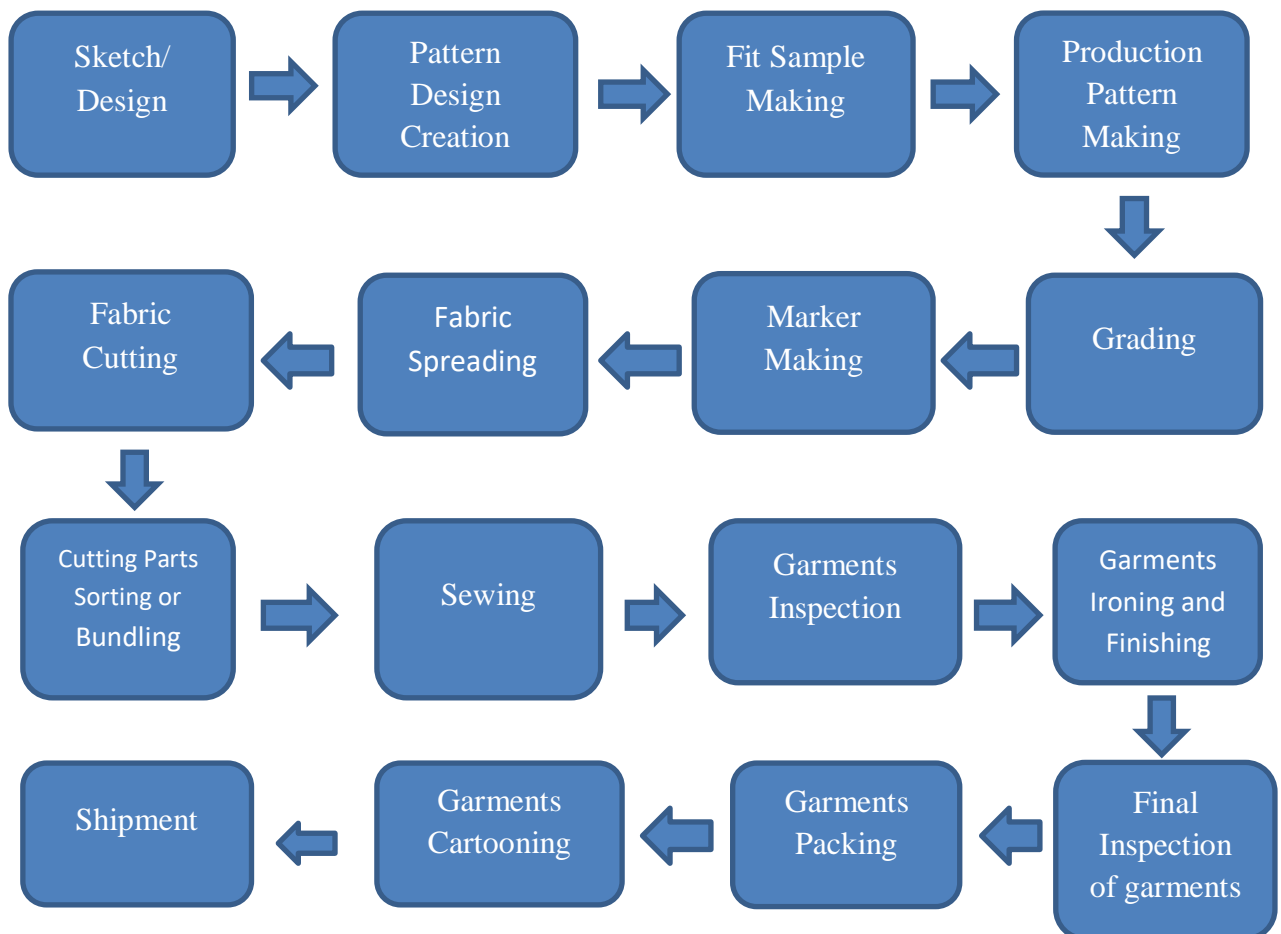 Sketch/
Design
Pattern
Design
Creation
Fit Sample
Making
Production
Pattern
Making
Grading
Marker
Making
Fabric
Spreading
Fabric
Cutting
Cutting Parts
Sorting or
Bundling
Sewing
Garments
Inspection
Garments
Ironing and
Finishing
Final
Inspection
of garments
Garments
Packing
Garments
Cartooning
Shipment